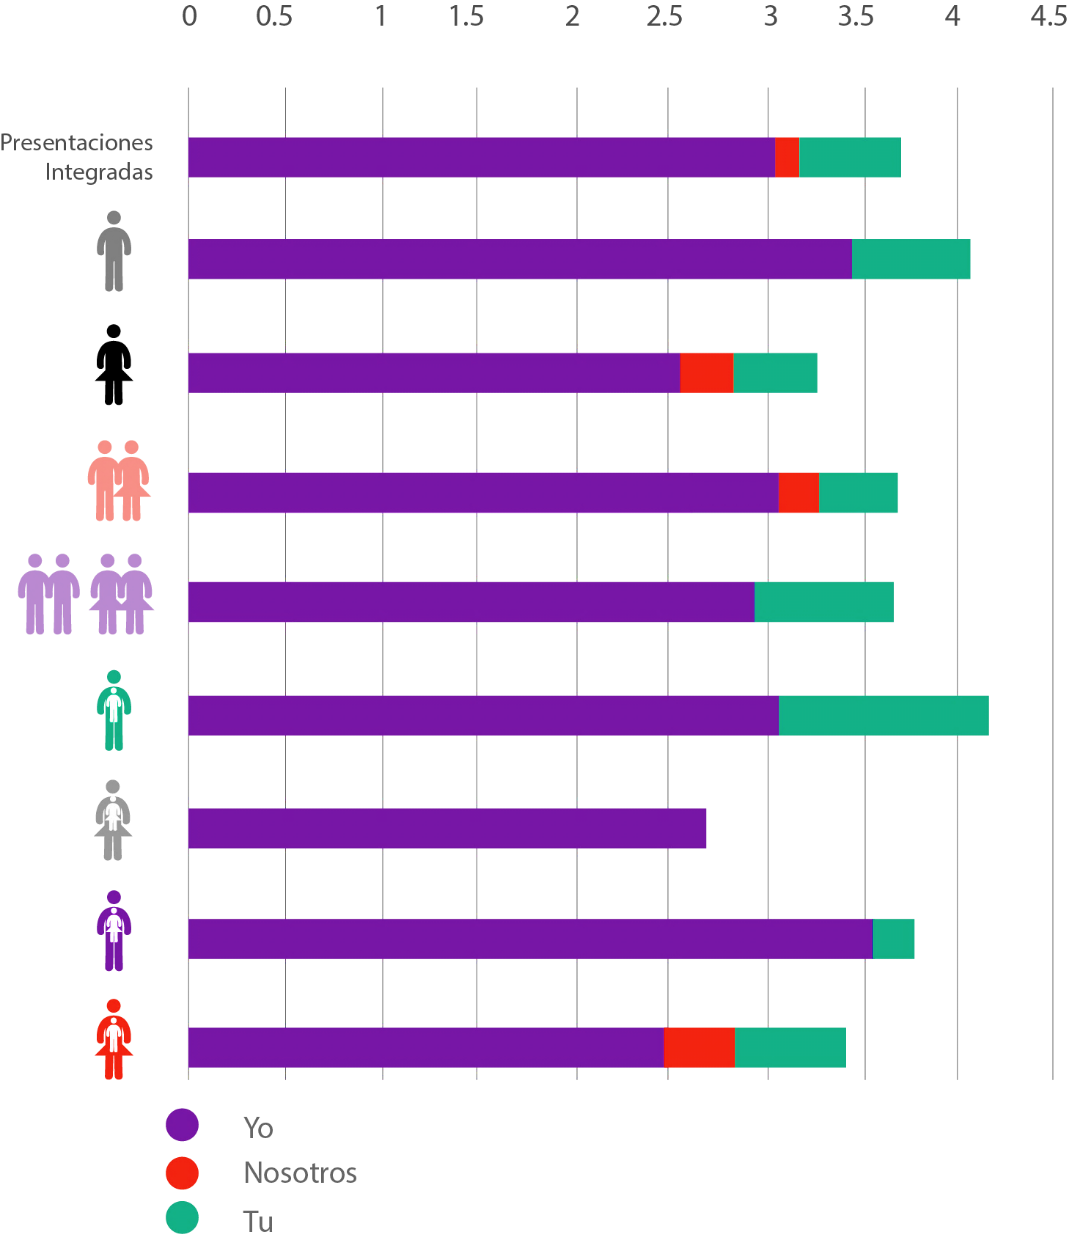 0 0.5 1 1.5 2 2.5 3 3.5 4 4.5
Presentaciones
Integradas
Yo
Nosotros
Tu